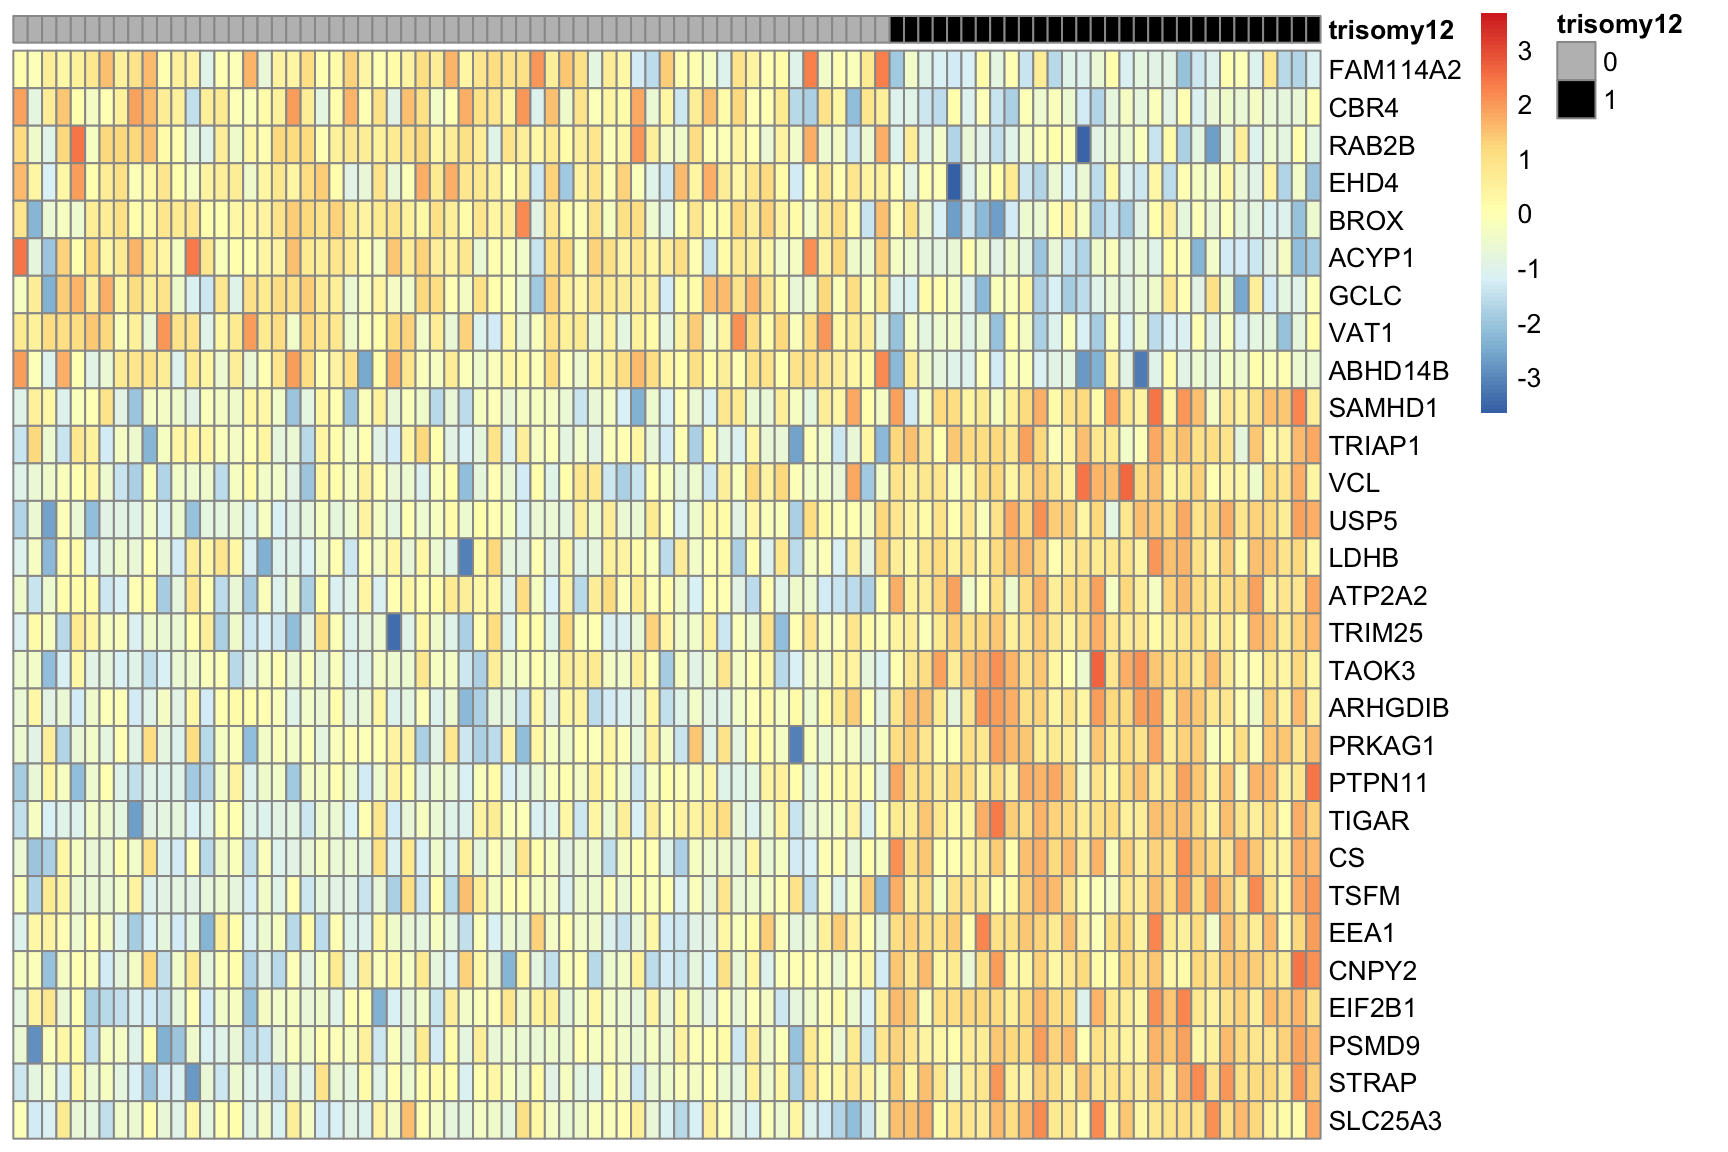 trisomy12
FAM114A2
CBR4
RAB2B
EHD4
BROX
ACYP1
GCLC
VAT1
ABHD14B
SAMHD1
TRIAP1
VCL
USP5
LDHB
ATP2A2
TRIM25
TAOK3
ARHGDIB
PRKAG1
PTPN11
TIGAR
CS
TSFM
EEA1
CNPY2
EIF2B1
PSMD9
STRAP
SLC25A3
3
2
1
0
-1
-2
-3
trisomy12
0
1